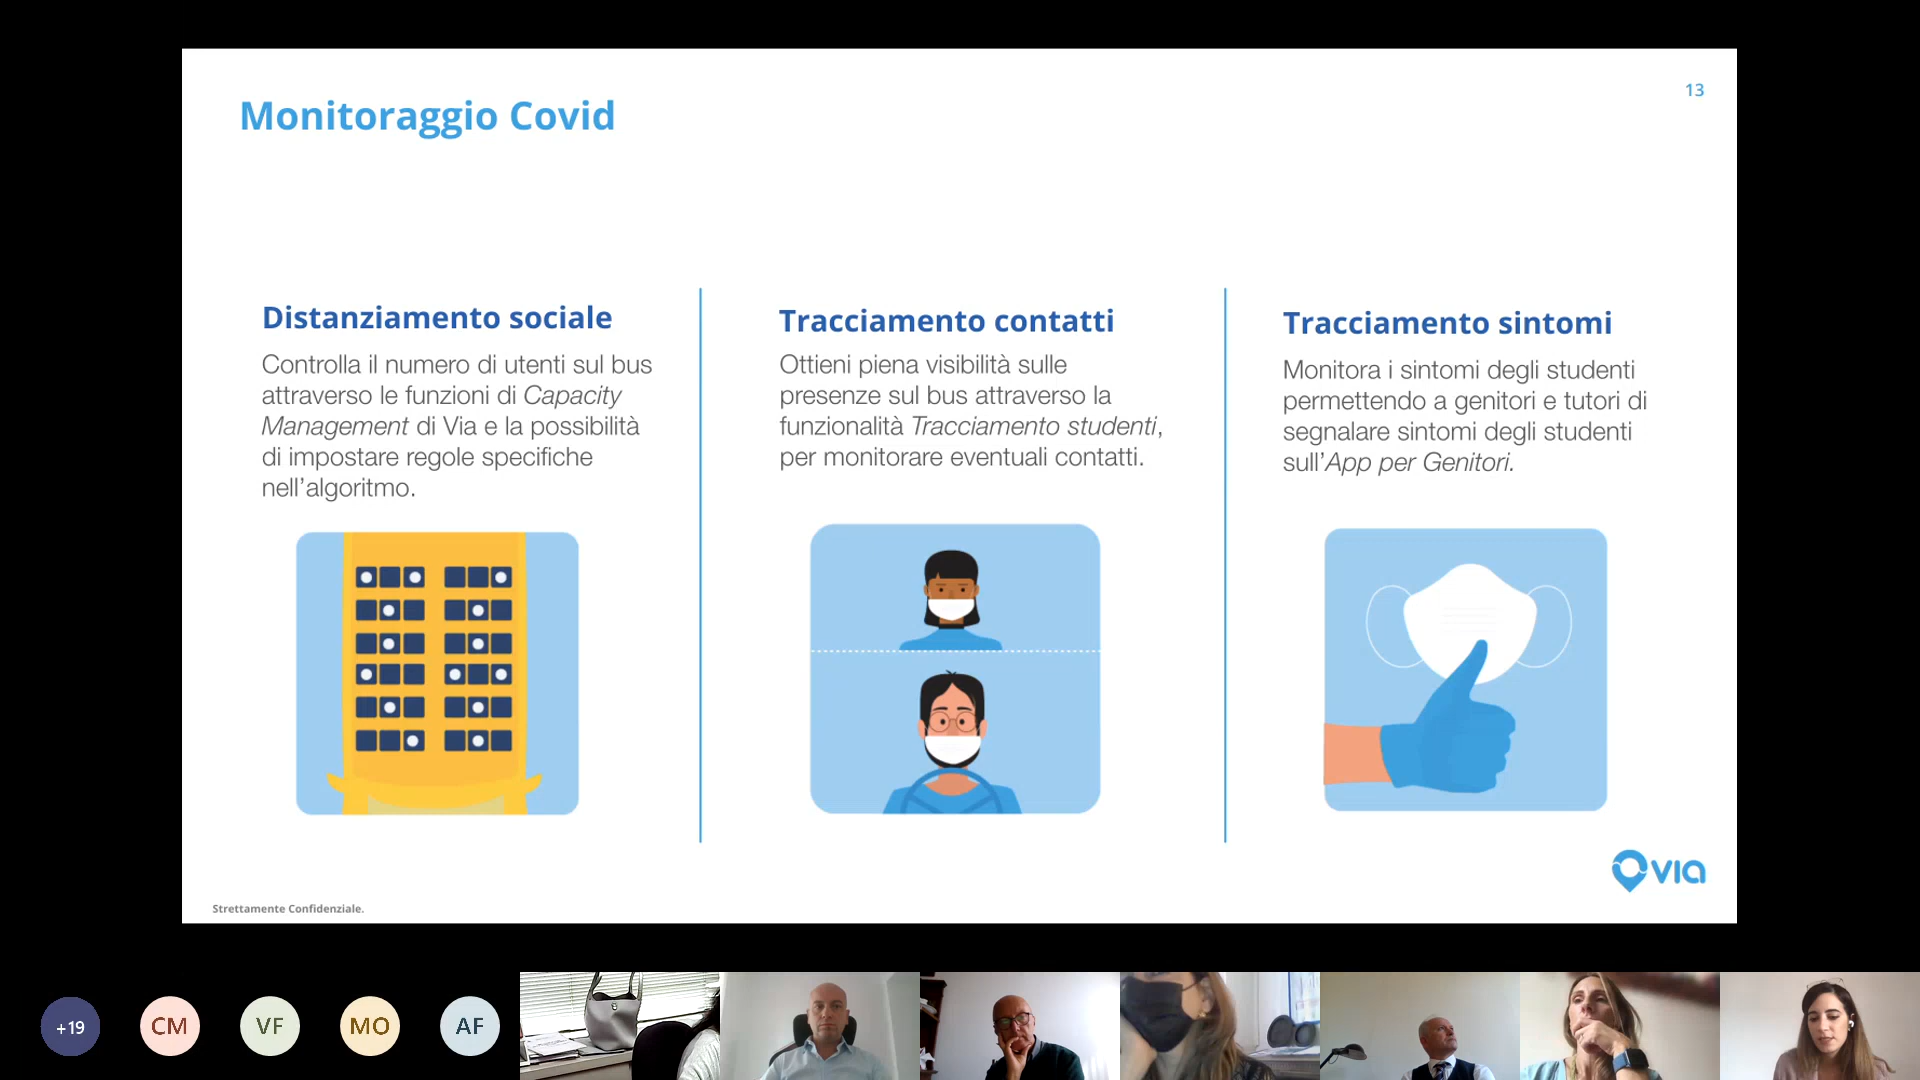 13
Monitoraggio Covid
Distanziamento sociale
Controlla il numero di utenti sul bus
attraverso le funzioni di Capacity
Management di Via e la possibilità
di impostare regole specifiche
nell’algoritmo.
Tracciamento contatti
Ottieni piena visibilità sulle
presenze sul bus attraverso la
funzionalità Tracciamento studenti,
per monitorare eventuali contatti.
Tracciamento sintomi
Monitora i sintomi degli studenti
permettendo a genitori e tutori di
segnalare sintomi degli studenti
sull’App per Genitori.
via
Strettamente Confidenziale.
+19
CM
VF
MO
AF